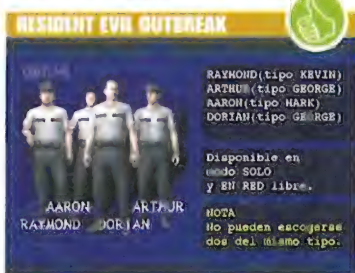 RESIDENT EVIL OUTBREAK
RAYMOND(tipo KEVIN)
ARTHUR(tipo GEORGE)
AARON(tipo MARK)
DORIAN(tipo GEORGE)
Disponible en
modo SOLO
y EN RED libre.
AARON ARTHUR
RAYMOND DORIAN
NOTA
No pueden escogerse
dos del mismo tipo.